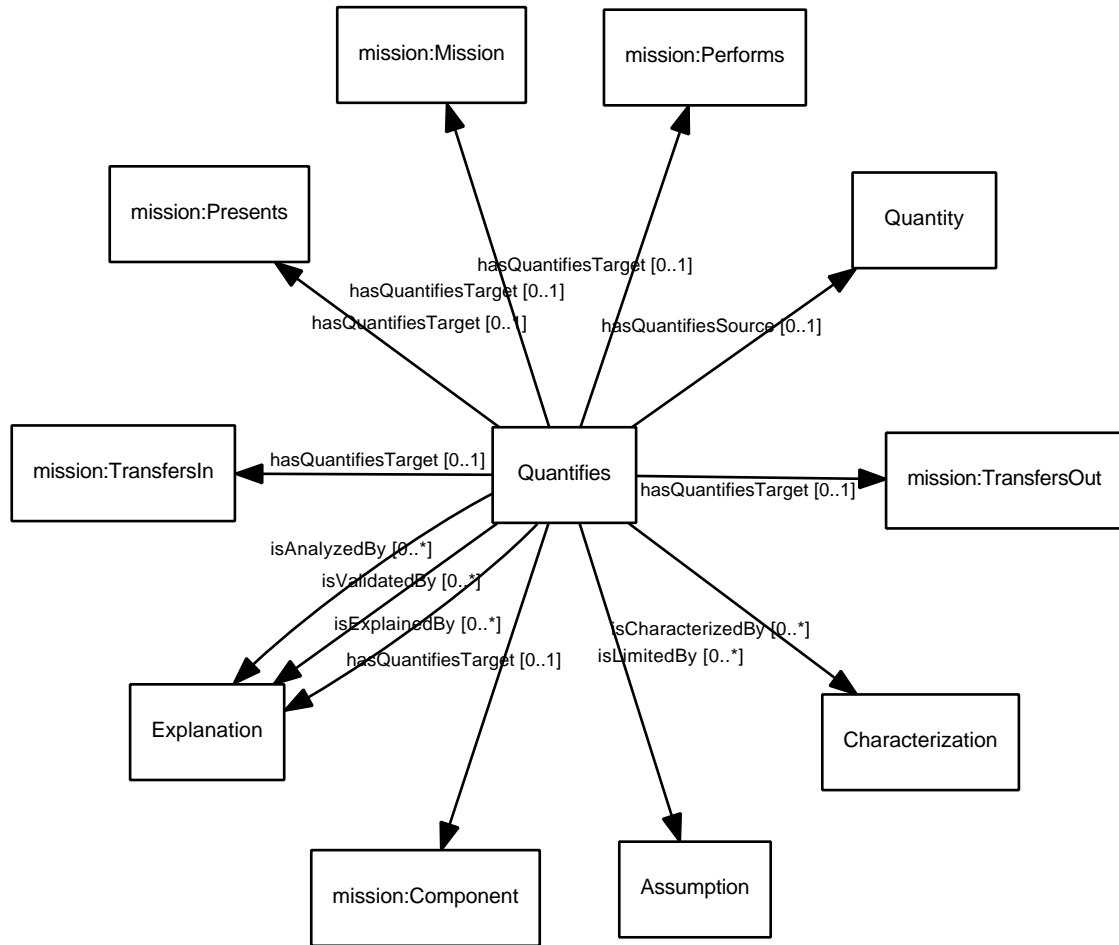 mission:Mission
mission:Performs
mission:Presents
Quantity
hasQuantifiesTarget [0..1]
hasQuantifiesTarget [0..1]
hasQuantifiesTarget [0..1]
hasQuantifiesSource [0..1]
mission:TransfersIn
hasQuantifiesTarget [0..1]
Quantifies
hasQuantifiesTarget [0..1]
mission:TransfersOut
isAnalyzedBy [0..*]
isValidatedBy [0..*]
isExplainedBy [0..*]
isCharacterizedBy [0..*]
hasQuantifiesTarget [0..1]
isLimitedBy [0..*]
Explanation
Characterization
mission:Component
Assumption